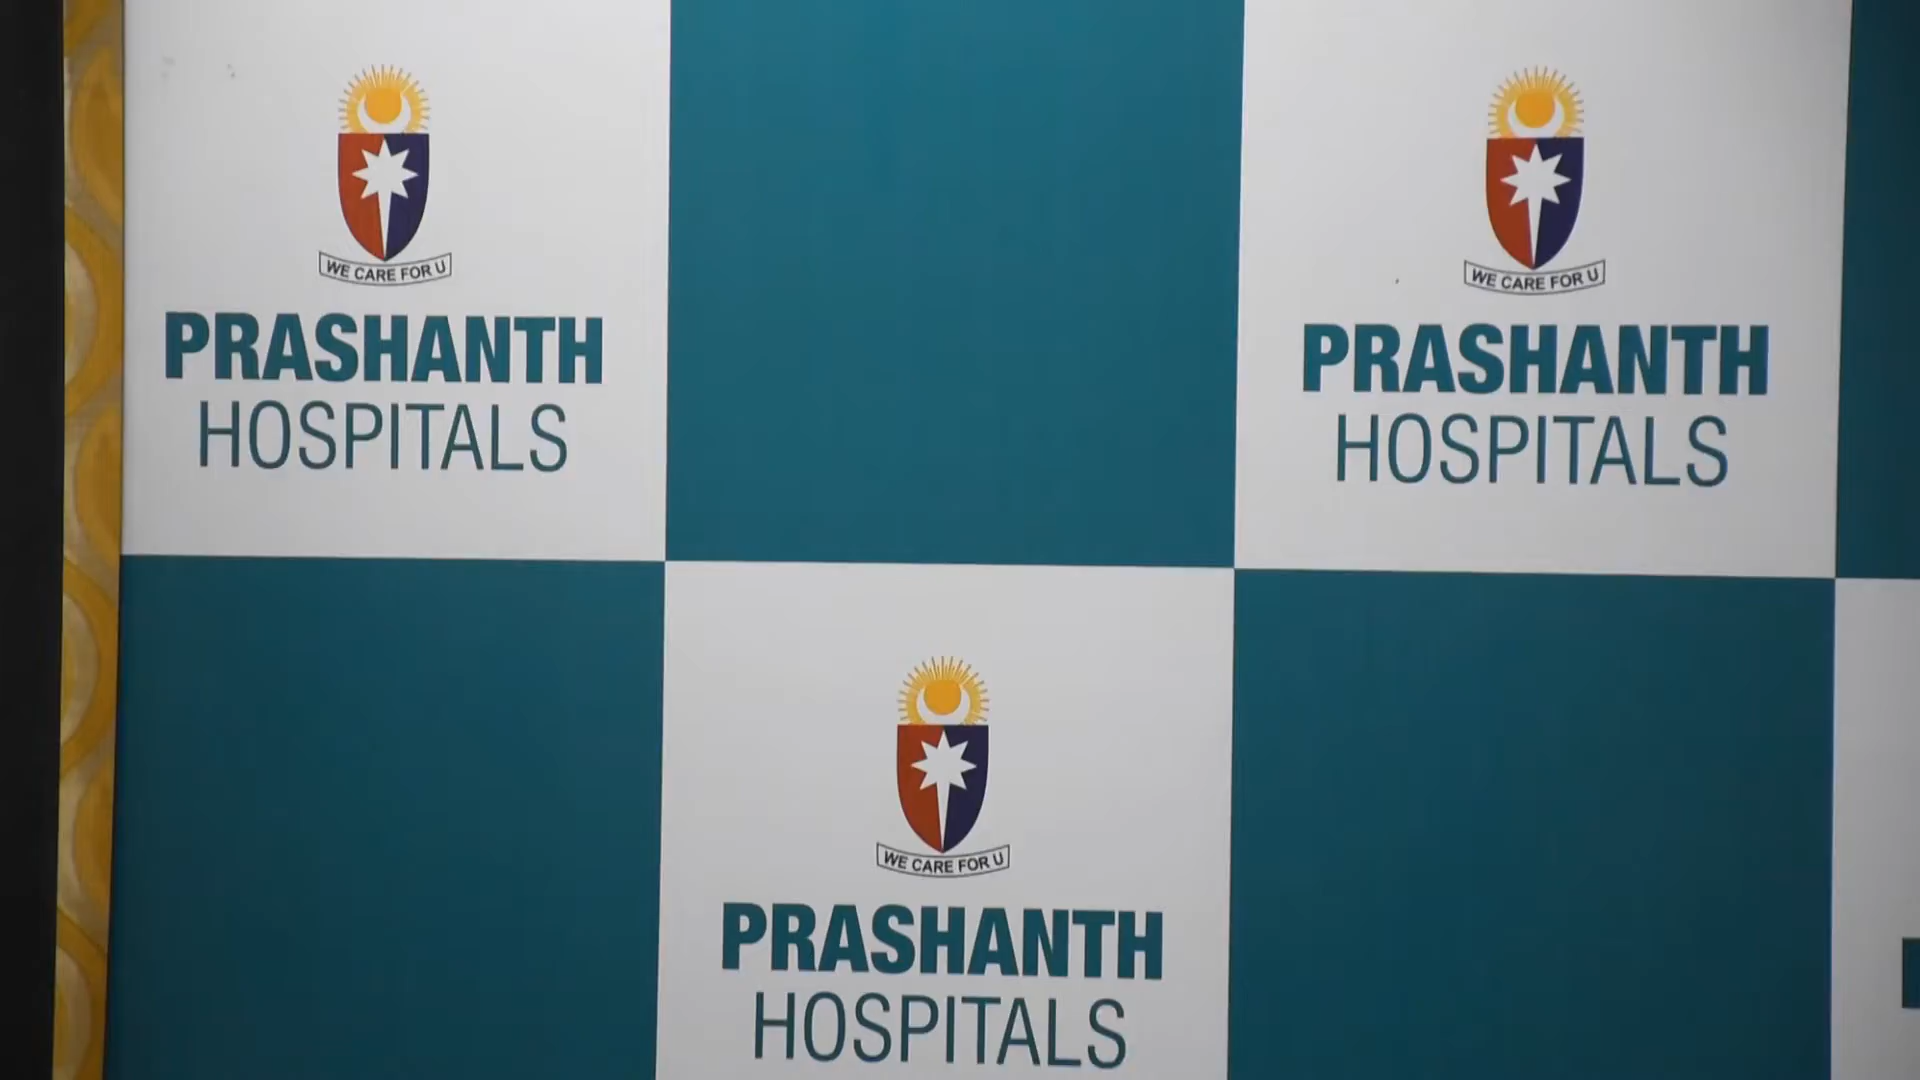 WE CARE FOR U
PRASHANTH
HOSPITALS
WE CARE FOR U
PRASHANTH
HOSPITALS
WE CARE FOR U
PRASHANTH
HOSPITALS